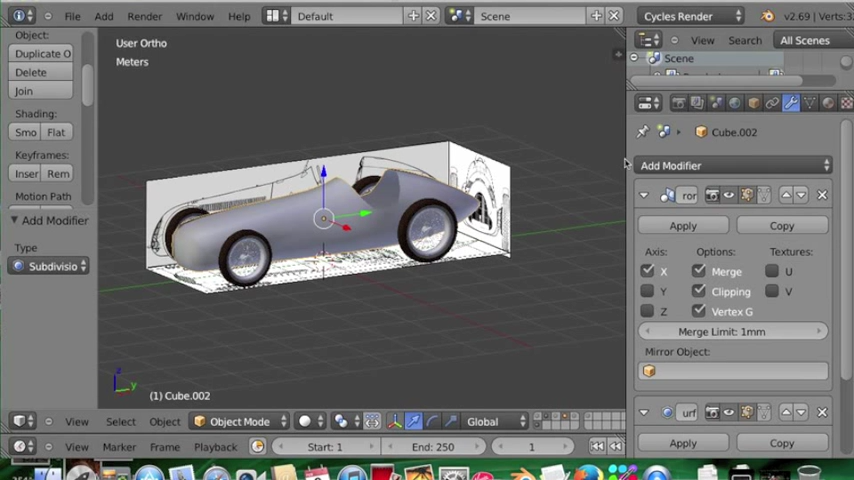 File Add Render Window Help Default Scene Cycles Render v2.69 | Verts:3
Object:
Duplicate O
Delete
Join
Shading:
Smo Flat
Keyframes:
Inser Rem
Motion Path
Add Modifier
Type
Subdivisio
User Ortho
Meters
z
y
(1) Cube.002
View Select Object Object Mode Global
View Marker Frame Playback Start: 1 End: 250 1
View Search All Scenes
Scene
Cube.002
Add Modifier
ror
Apply Copy
Axis: Options: Textures:
X Merge U
Y Clipping V
Z Vertex G
Merge Limit: 1mm
Mirror Object:
urf
Apply Copy